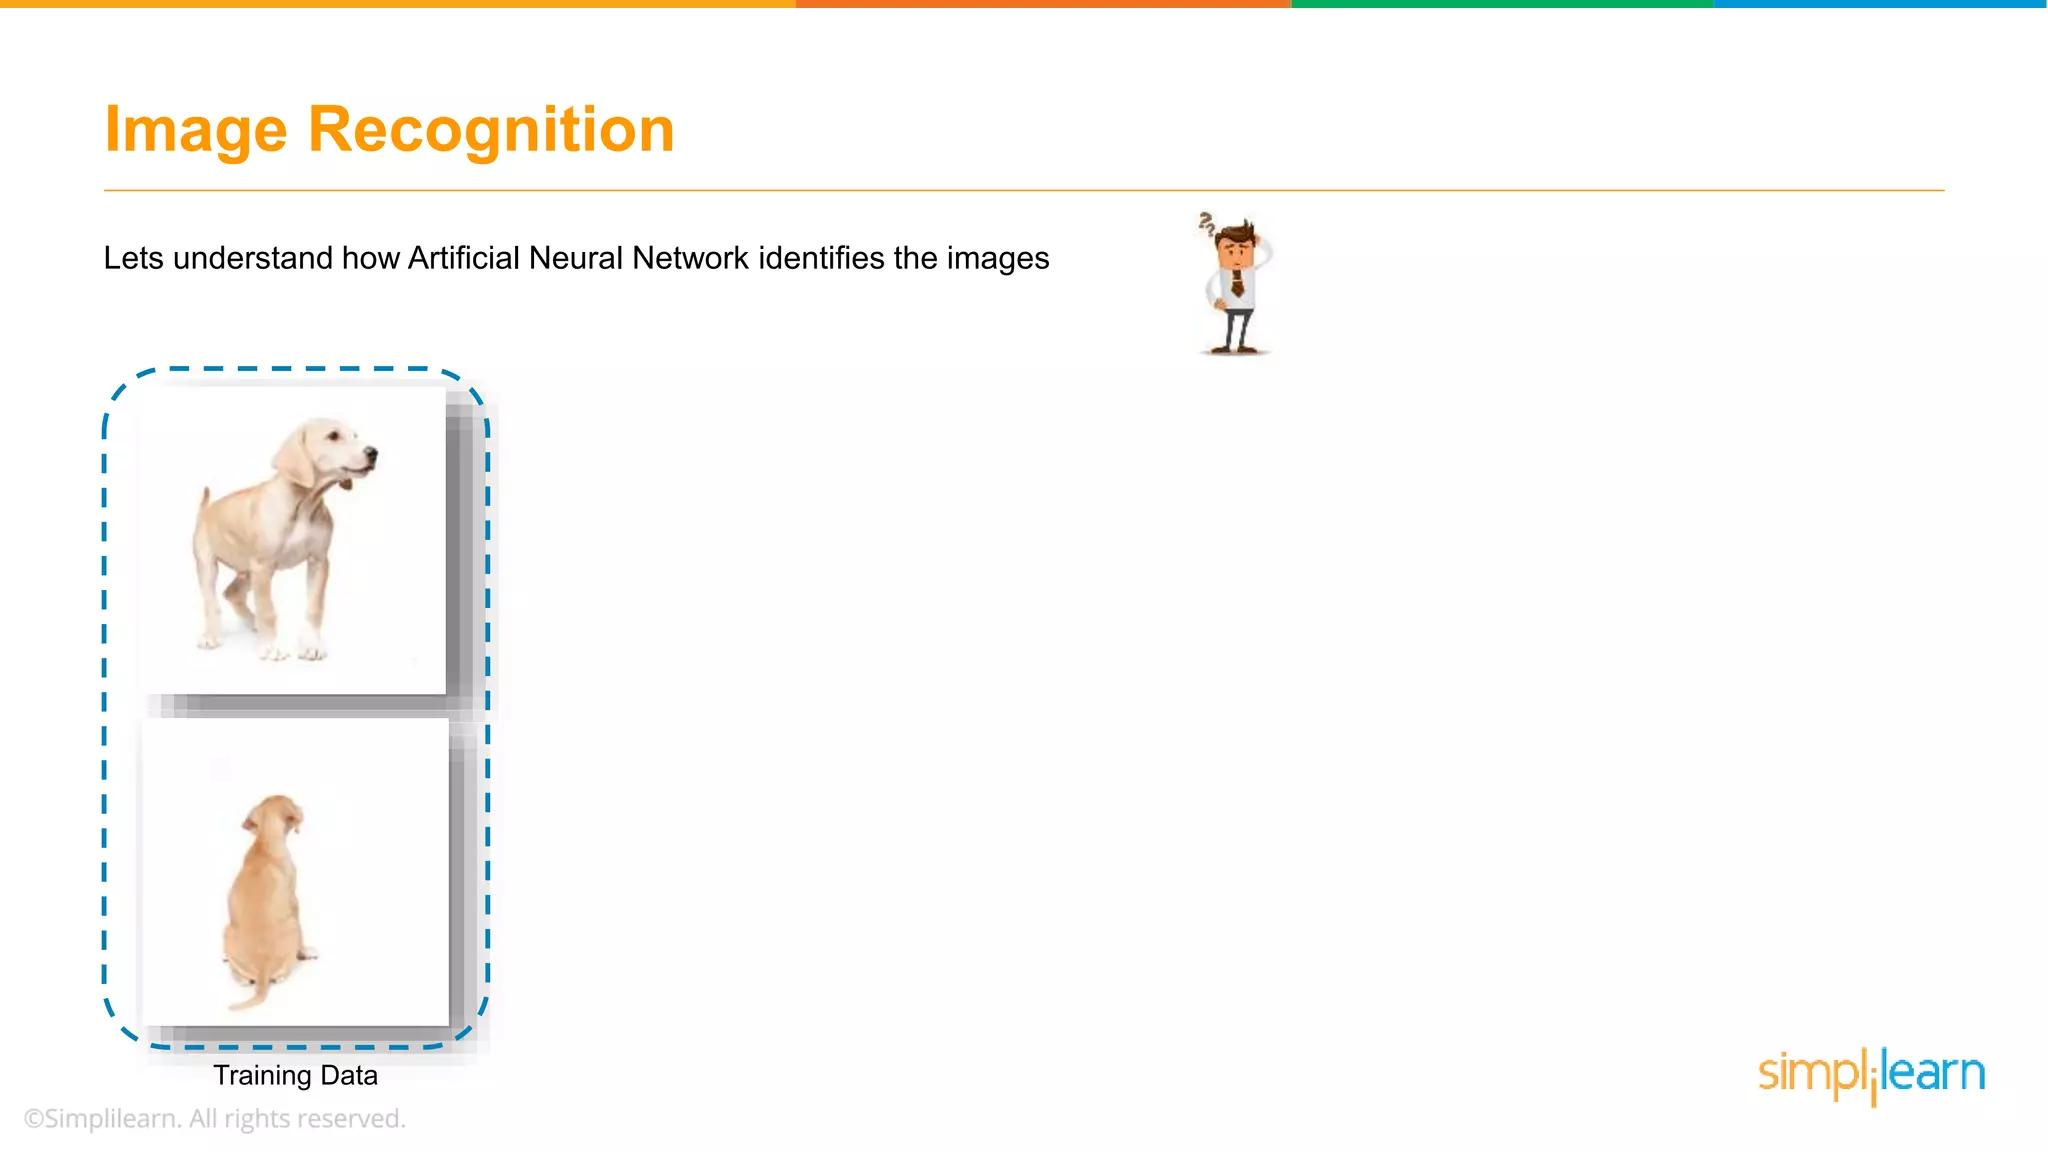 Image Recognition
Lets understand how Artificial Neural Network identifies the images
??
Training Data
simplilearn
©Simplilearn. All rights reserved.